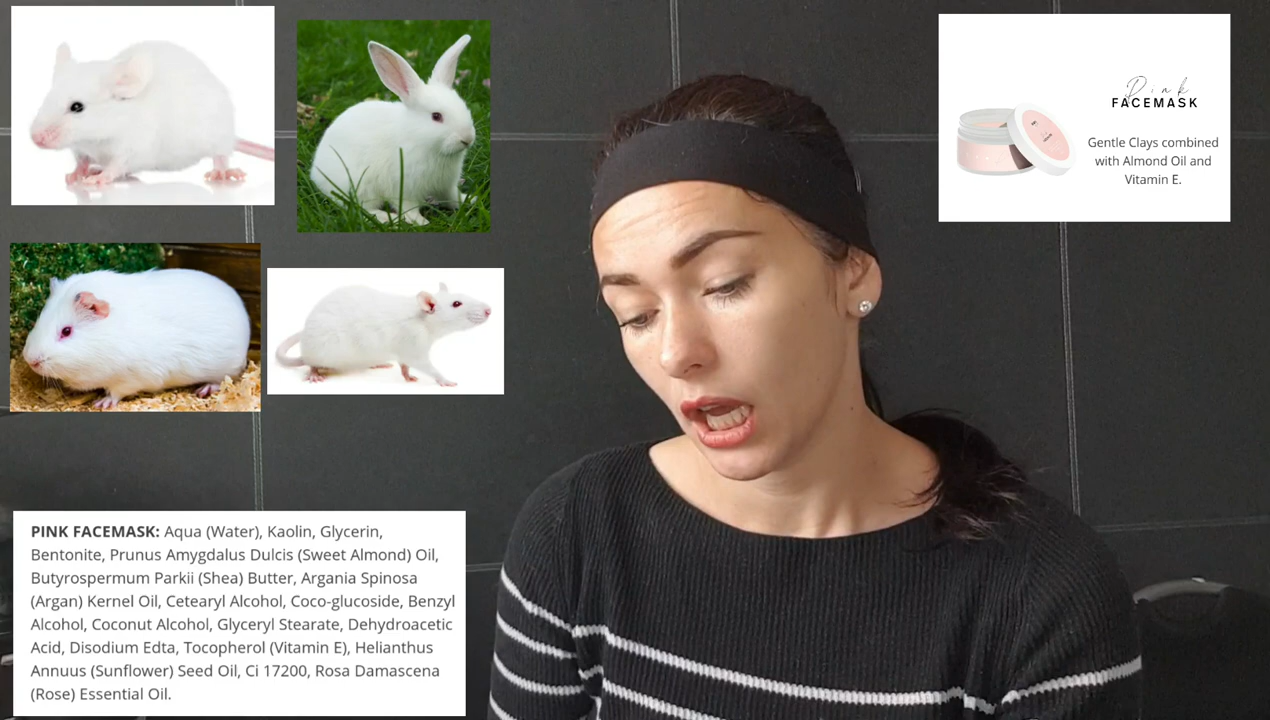 Pink
FACEMASK
Gentle Clays combined
with Almond Oil and
Vitamin E.
PINK FACEMASK: Aqua (Water), Kaolin, Glycerin,
Bentonite, Prunus Amygdalus Dulcis (Sweet Almond) Oil,
Butyrospermum Parkii (Shea) Butter, Argania Spinosa
(Argan) Kernel Oil, Cetearyl Alcohol, Coco-glucoside, Benzyl
Alcohol, Coconut Alcohol, Glyceryl Stearate, Dehydroacetic
Acid, Disodium Edta, Tocopherol (Vitamin E), Helianthus
Annuus (Sunflower) Seed Oil, Ci 17200, Rosa Damascena
(Rose) Essential Oil.